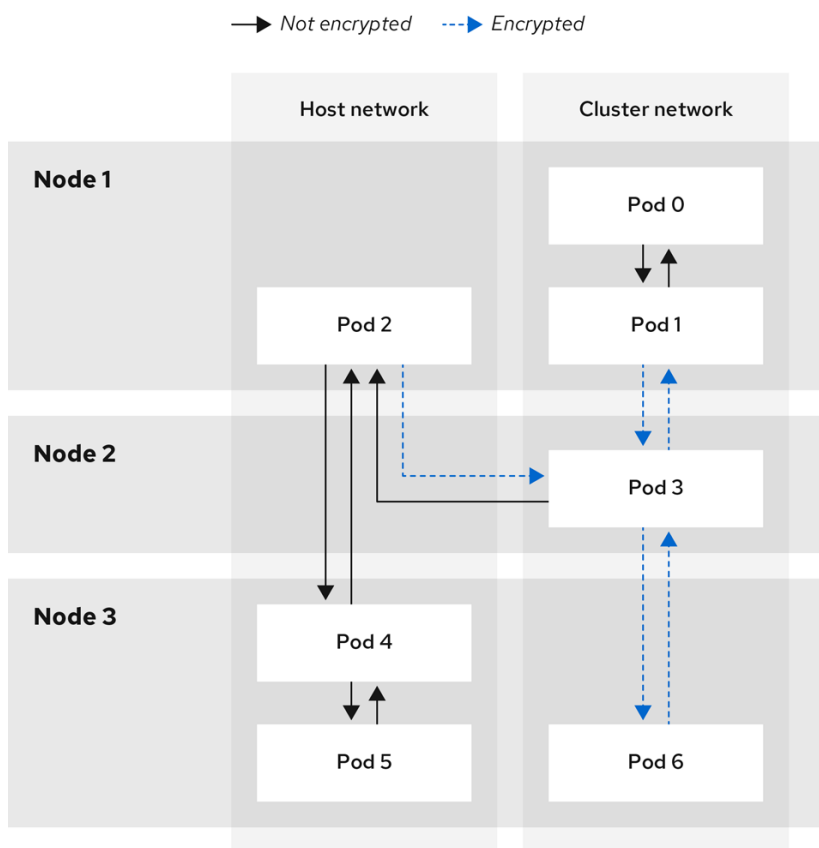 Not encrypted
Encrypted
Host network
Cluster network
Node 1
Pod 0
Pod 2
Pod 1
Node 2
Pod 3
Node 3
Pod 4
Pod 5
Pod 6